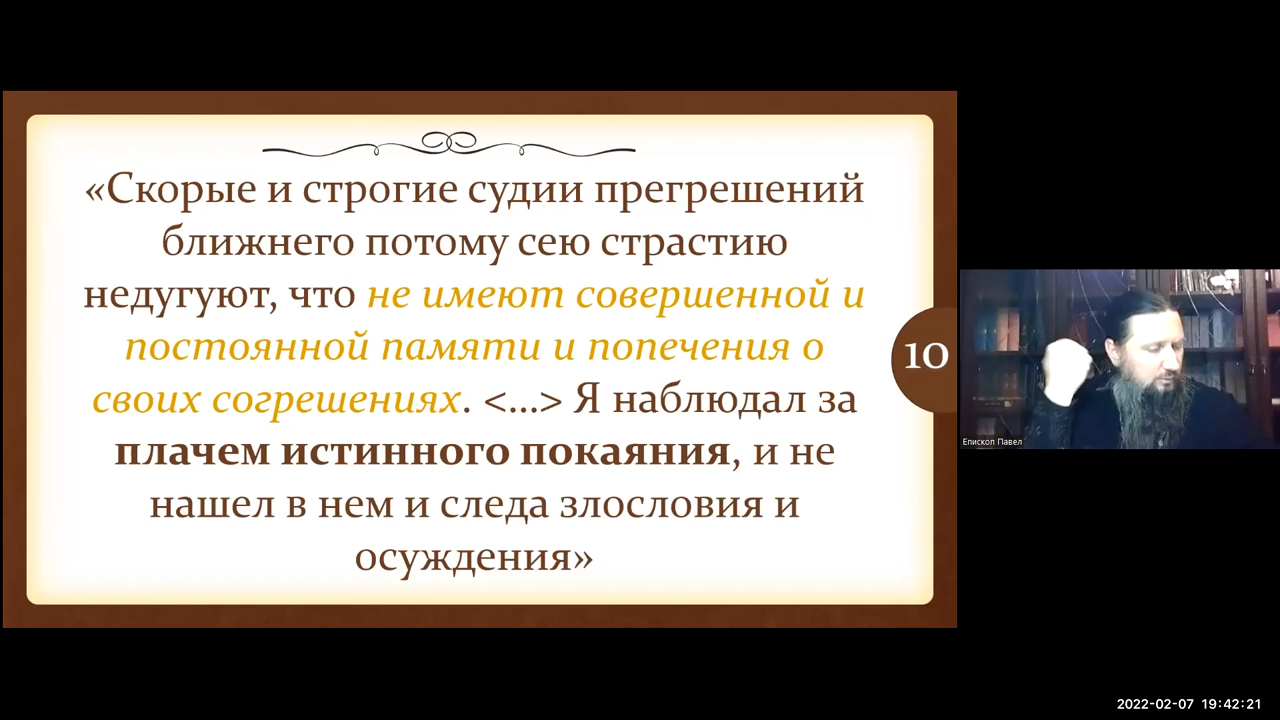 «Скорые и строгие судии прегрешений
ближнего потому сею страстию
недугуют, что не имеют совершенной и
постоянной памяти и попечения о
своих согрешениях. <...> Я наблюдал за
плачем истинного покаяния, и не
нашел в нем и следа злословия и
осуждения»
10
Епископ Павел
2022-02-07 19:42:21